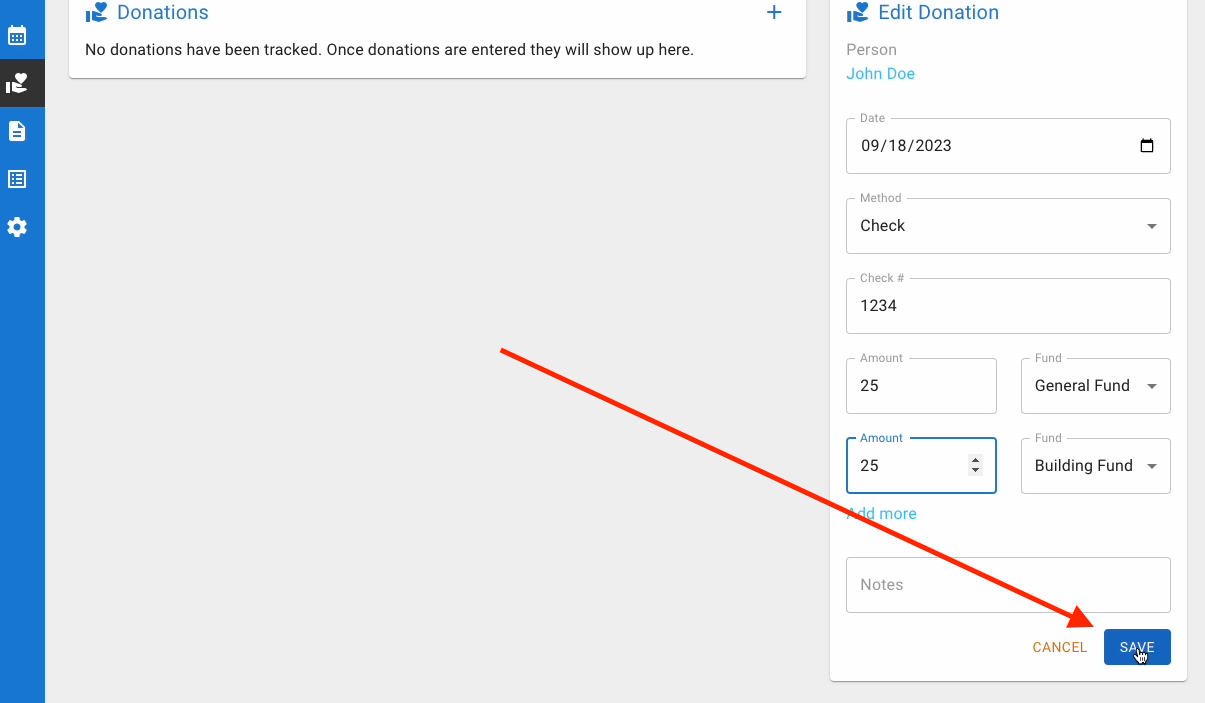 Donations
No donations have been tracked. Once donations are entered they will show up here.
Edit Donation
Person
John Doe
Date
09/18/2023
Method
Check
Check #
1234
Amount
25
Fund
General Fund
Amount
25
Fund
Building Fund
Add more
Notes
CANCEL
SAVE